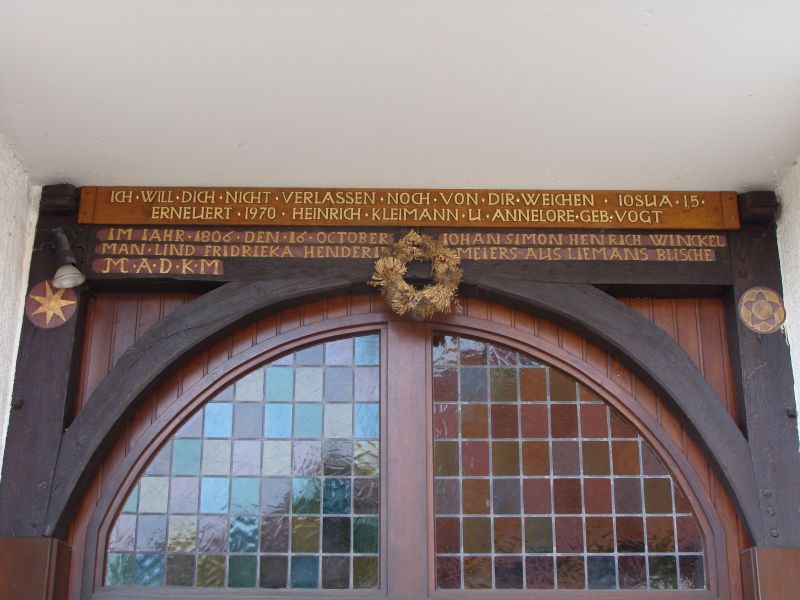 ICH · WILL · DICH · NICHT · VERLASSEN · NOCH · VON · DIR · WEICHEN · IOSUA · 1,5 ·
ERNEUERT · 1970 · HEINRICH · KLEIMANN · U · ANNELORE · GEB · VOGT
IM IAHR · 1806 · DEN · 16 · OCTOBER IOHAN SIMON HENRICH WINCKEL
MAN · UND FRIDRIEKA MEIERS AUS LIEMANS BUSCHE
M · A · D · K · M